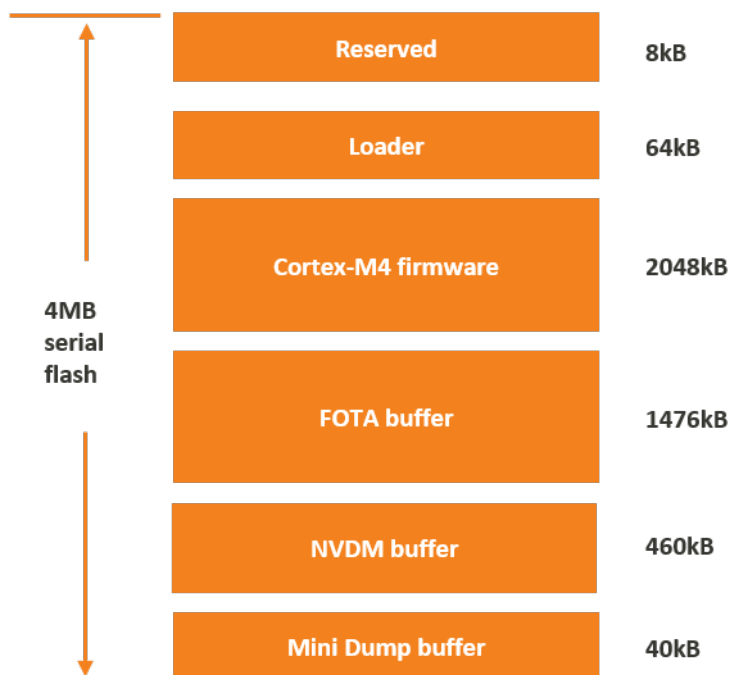 Reserved
8kB
Loader
64kB
Cortex-M4 firmware
2048kB
4MB
serial
flash
FOTA buffer
1476kB
NVDM buffer
460kB
Mini Dump buffer
40kB